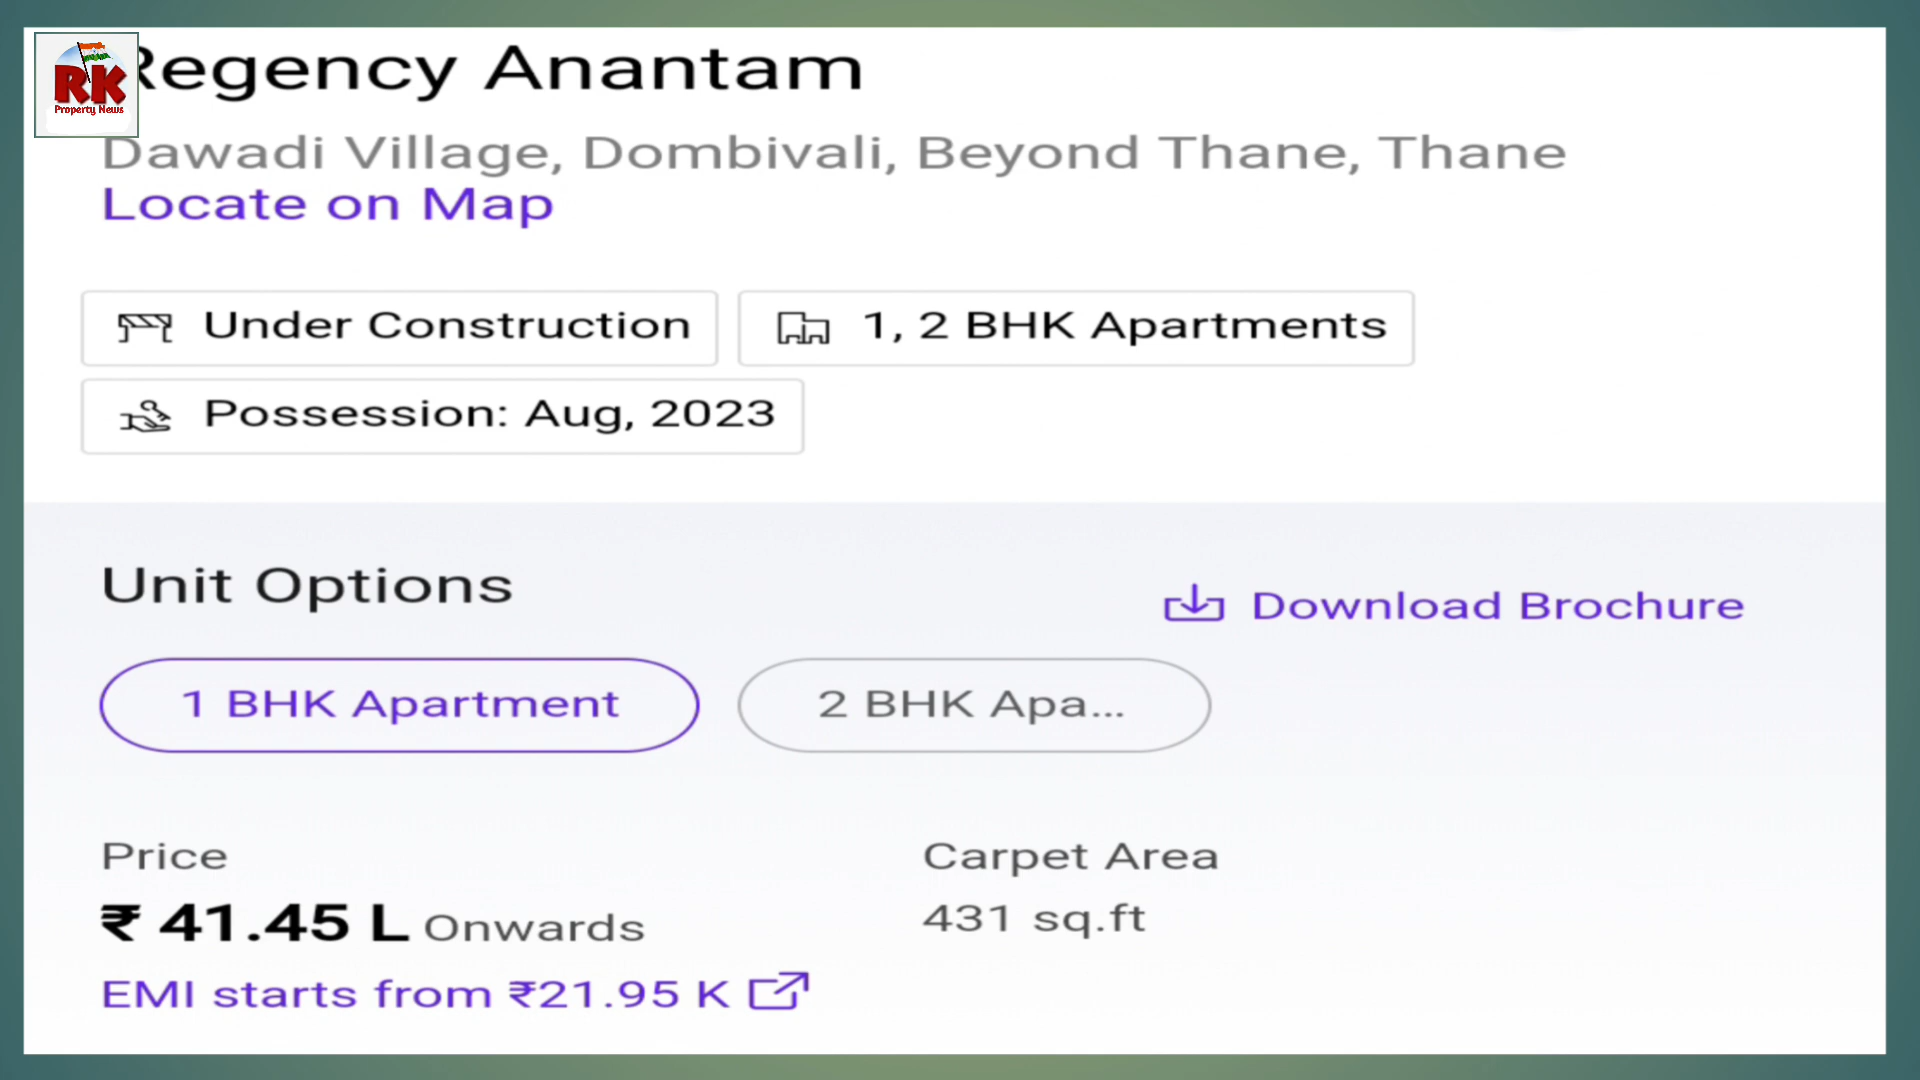 RK
Property News
Regency Anantam
Dawadi Village, Dombivali, Beyond Thane, Thane
Locate on Map
Under Construction
1, 2 BHK Apartments
Possession: Aug, 2023
Unit Options
Download Brochure
1 BHK Apartment
2 BHK Apa...
Price
Carpet Area
₹ 41.45 L Onwards
431 sq.ft
EMI starts from ₹21.95 K